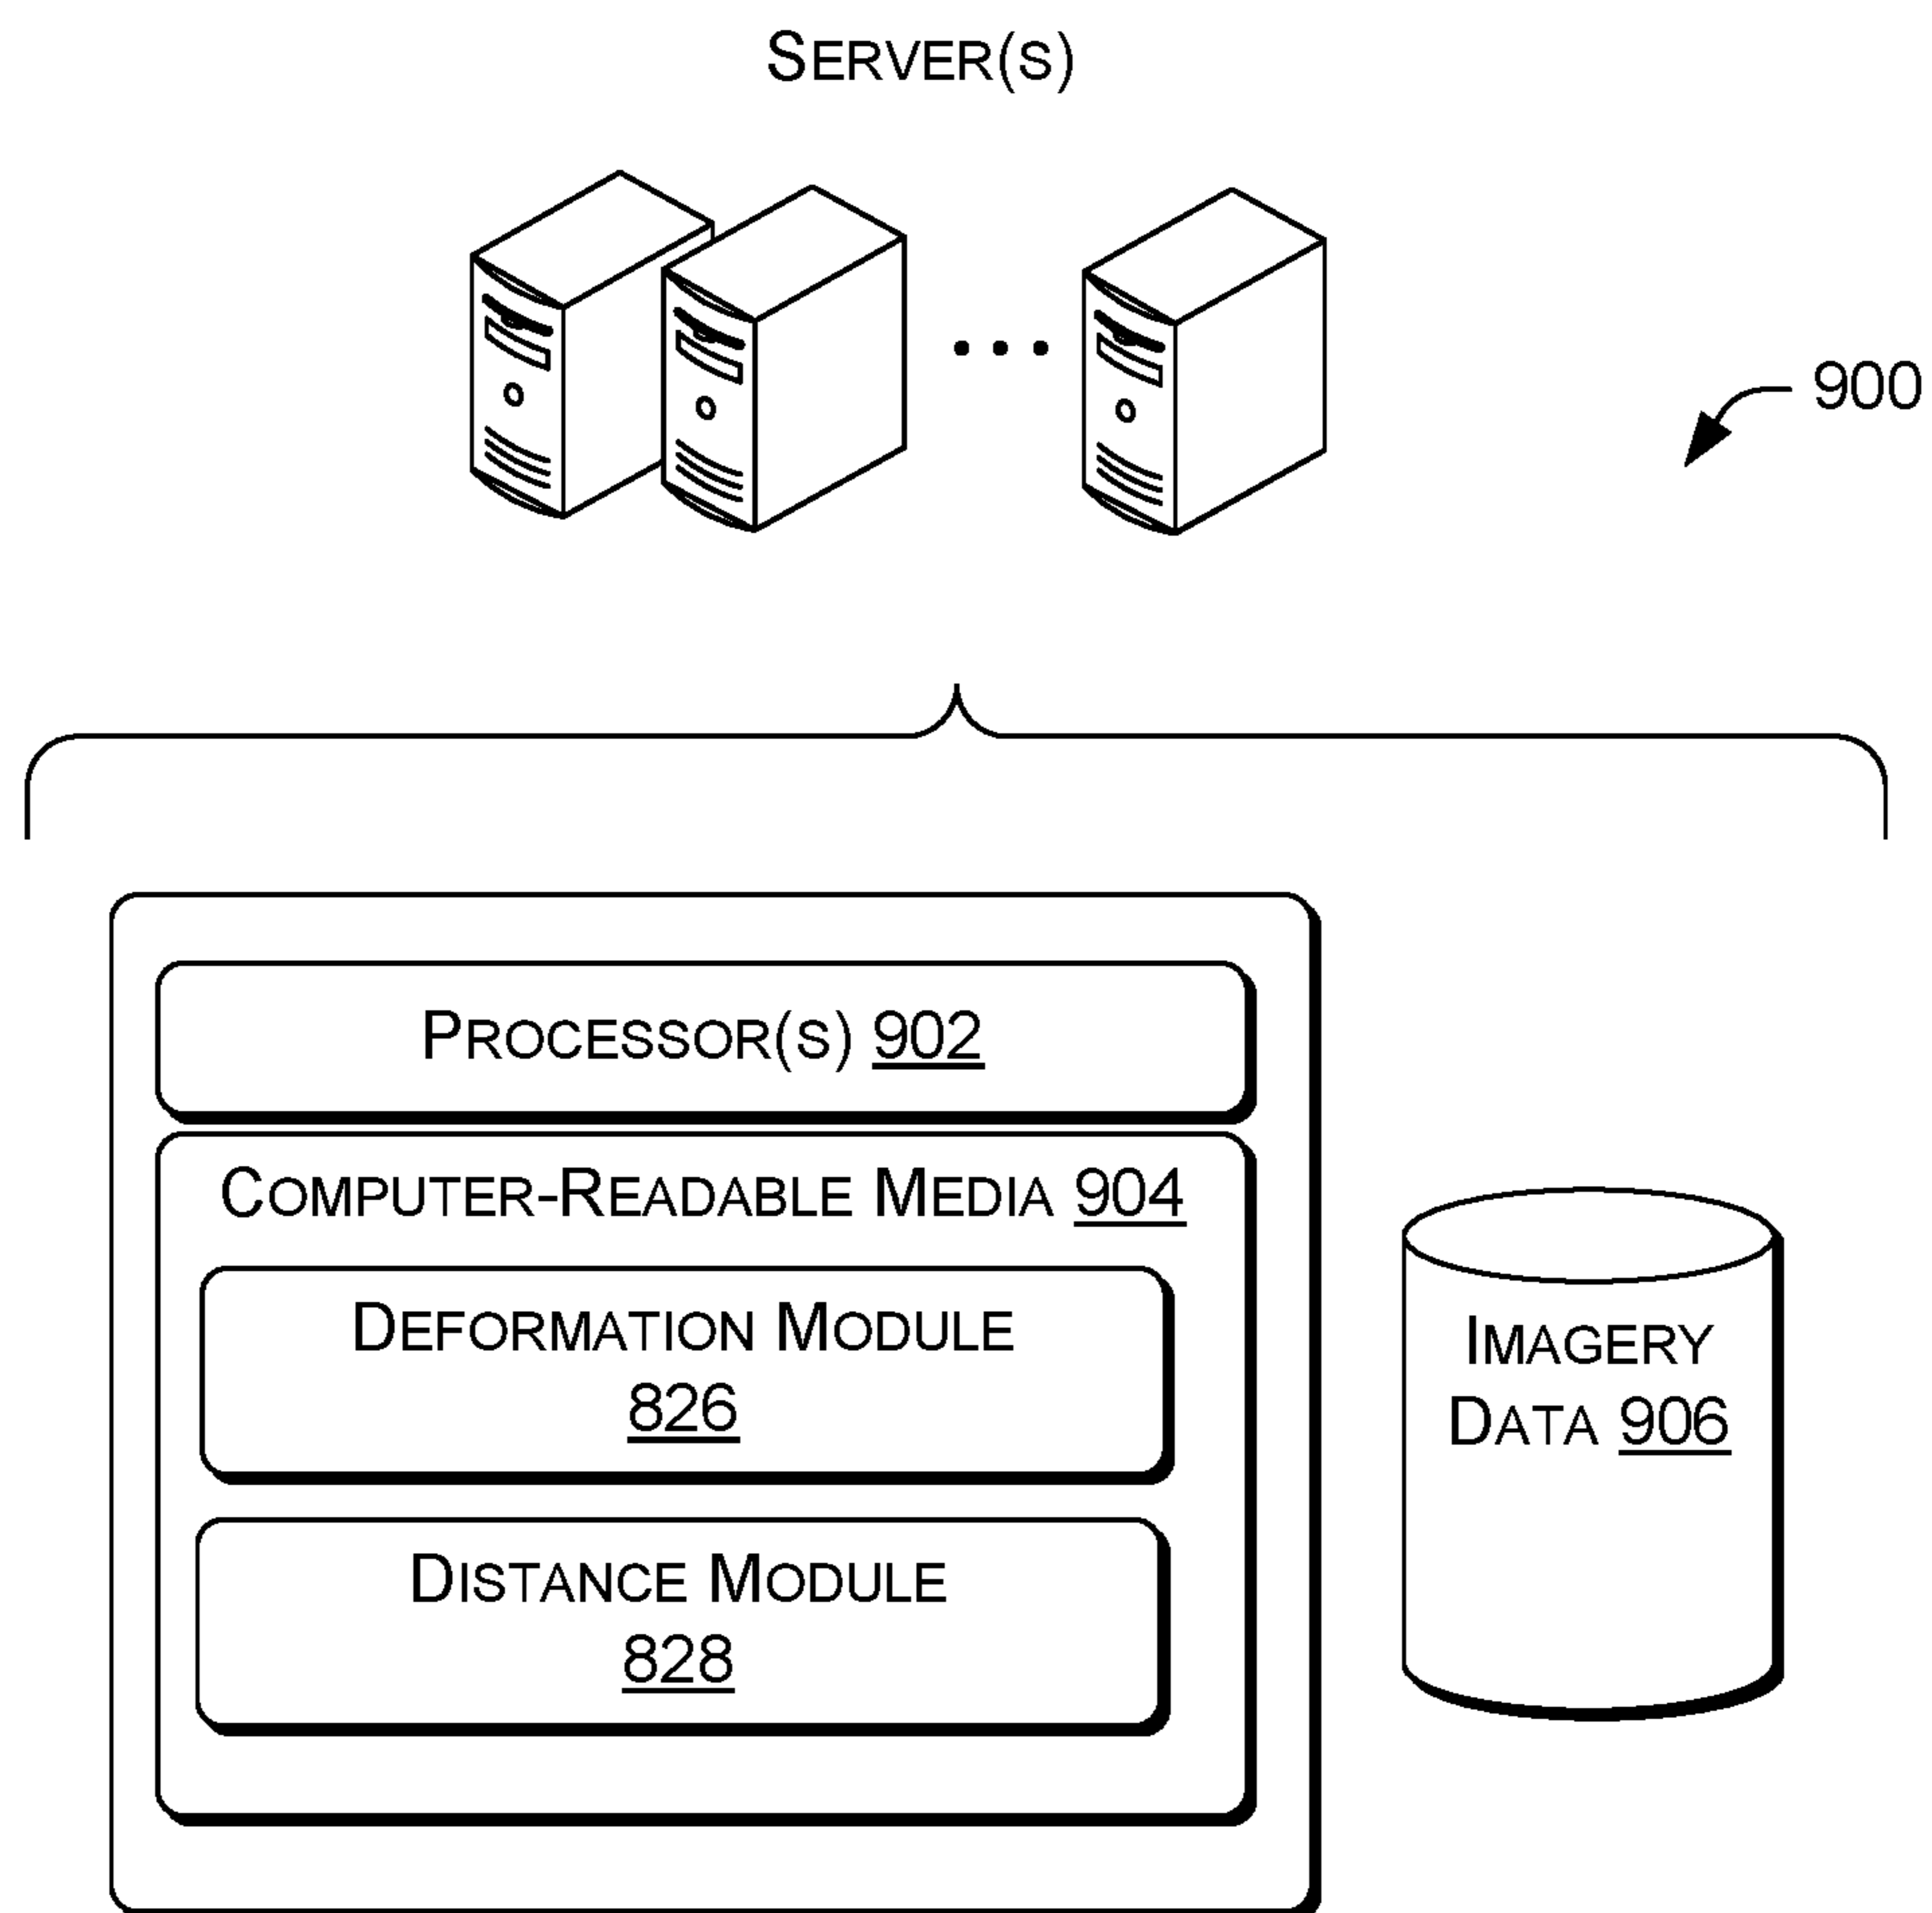 SERVER(S)
900
PROCESSOR(S) 902
COMPUTER-READABLE MEDIA 904
DEFORMATION MODULE
826
DISTANCE MODULE
828
IMAGERY
DATA 906